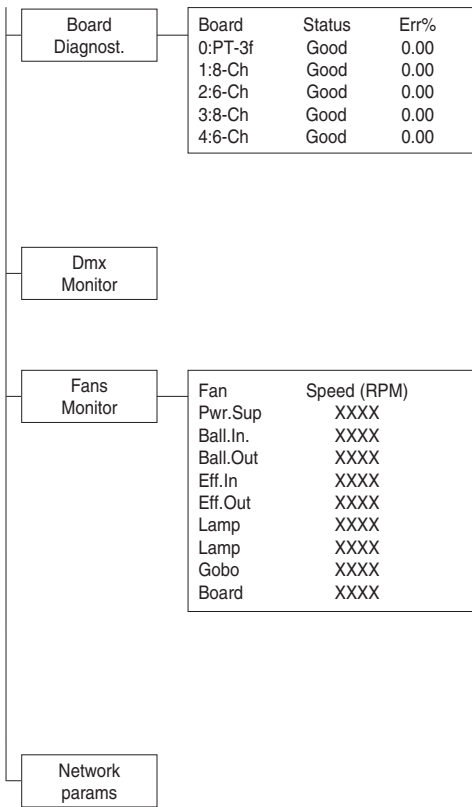 Board
Diagnost.
Board Status Err%
0:PT-3f Good 0.00
1:8-Ch Good 0.00
2:6-Ch Good 0.00
3:8-Ch Good 0.00
4:6-Ch Good 0.00
Dmx
Monitor
Fans
Monitor
Fan Speed (RPM)
Pwr.Sup XXXX
Ball.In. XXXX
Ball.Out XXXX
Eff.In XXXX
Eff.Out XXXX
Lamp XXXX
Lamp XXXX
Gobo XXXX
Board XXXX
Network
params